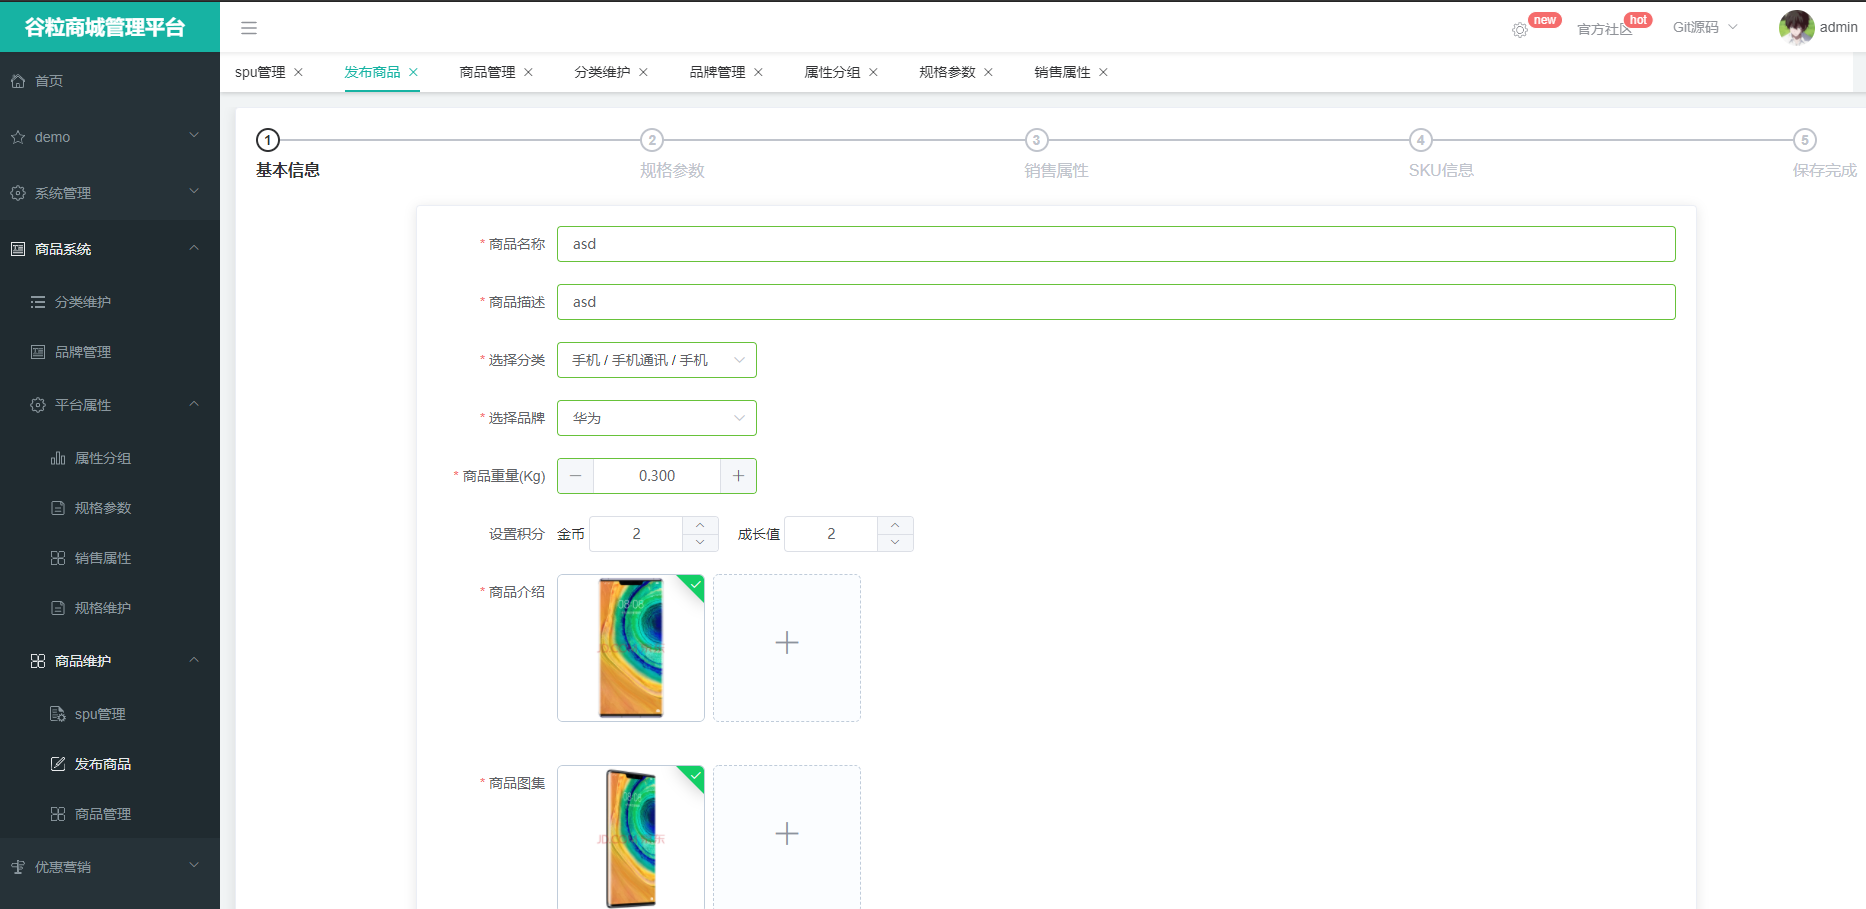 谷粒商城管理平台
new
官方社区
hot
Git源码
admin
首页
demo
系统管理
商品系统
分类维护
品牌管理
平台属性
属性分组
规格参数
销售属性
规格维护
商品维护
spu管理
发布商品
商品管理
优惠营销
spu管理
发布商品
商品管理
分类维护
品牌管理
属性分组
规格参数
销售属性
1
2
3
4
5
基本信息
规格参数
销售属性
SKU信息
保存完成
* 商品名称 asd
* 商品描述 asd
* 选择分类 手机 / 手机通讯 / 手机
* 选择品牌 华为
* 商品重量(Kg) 0.300
设置积分 金币 2 成长值 2
* 商品介绍
08:08
* 商品图集
08:08